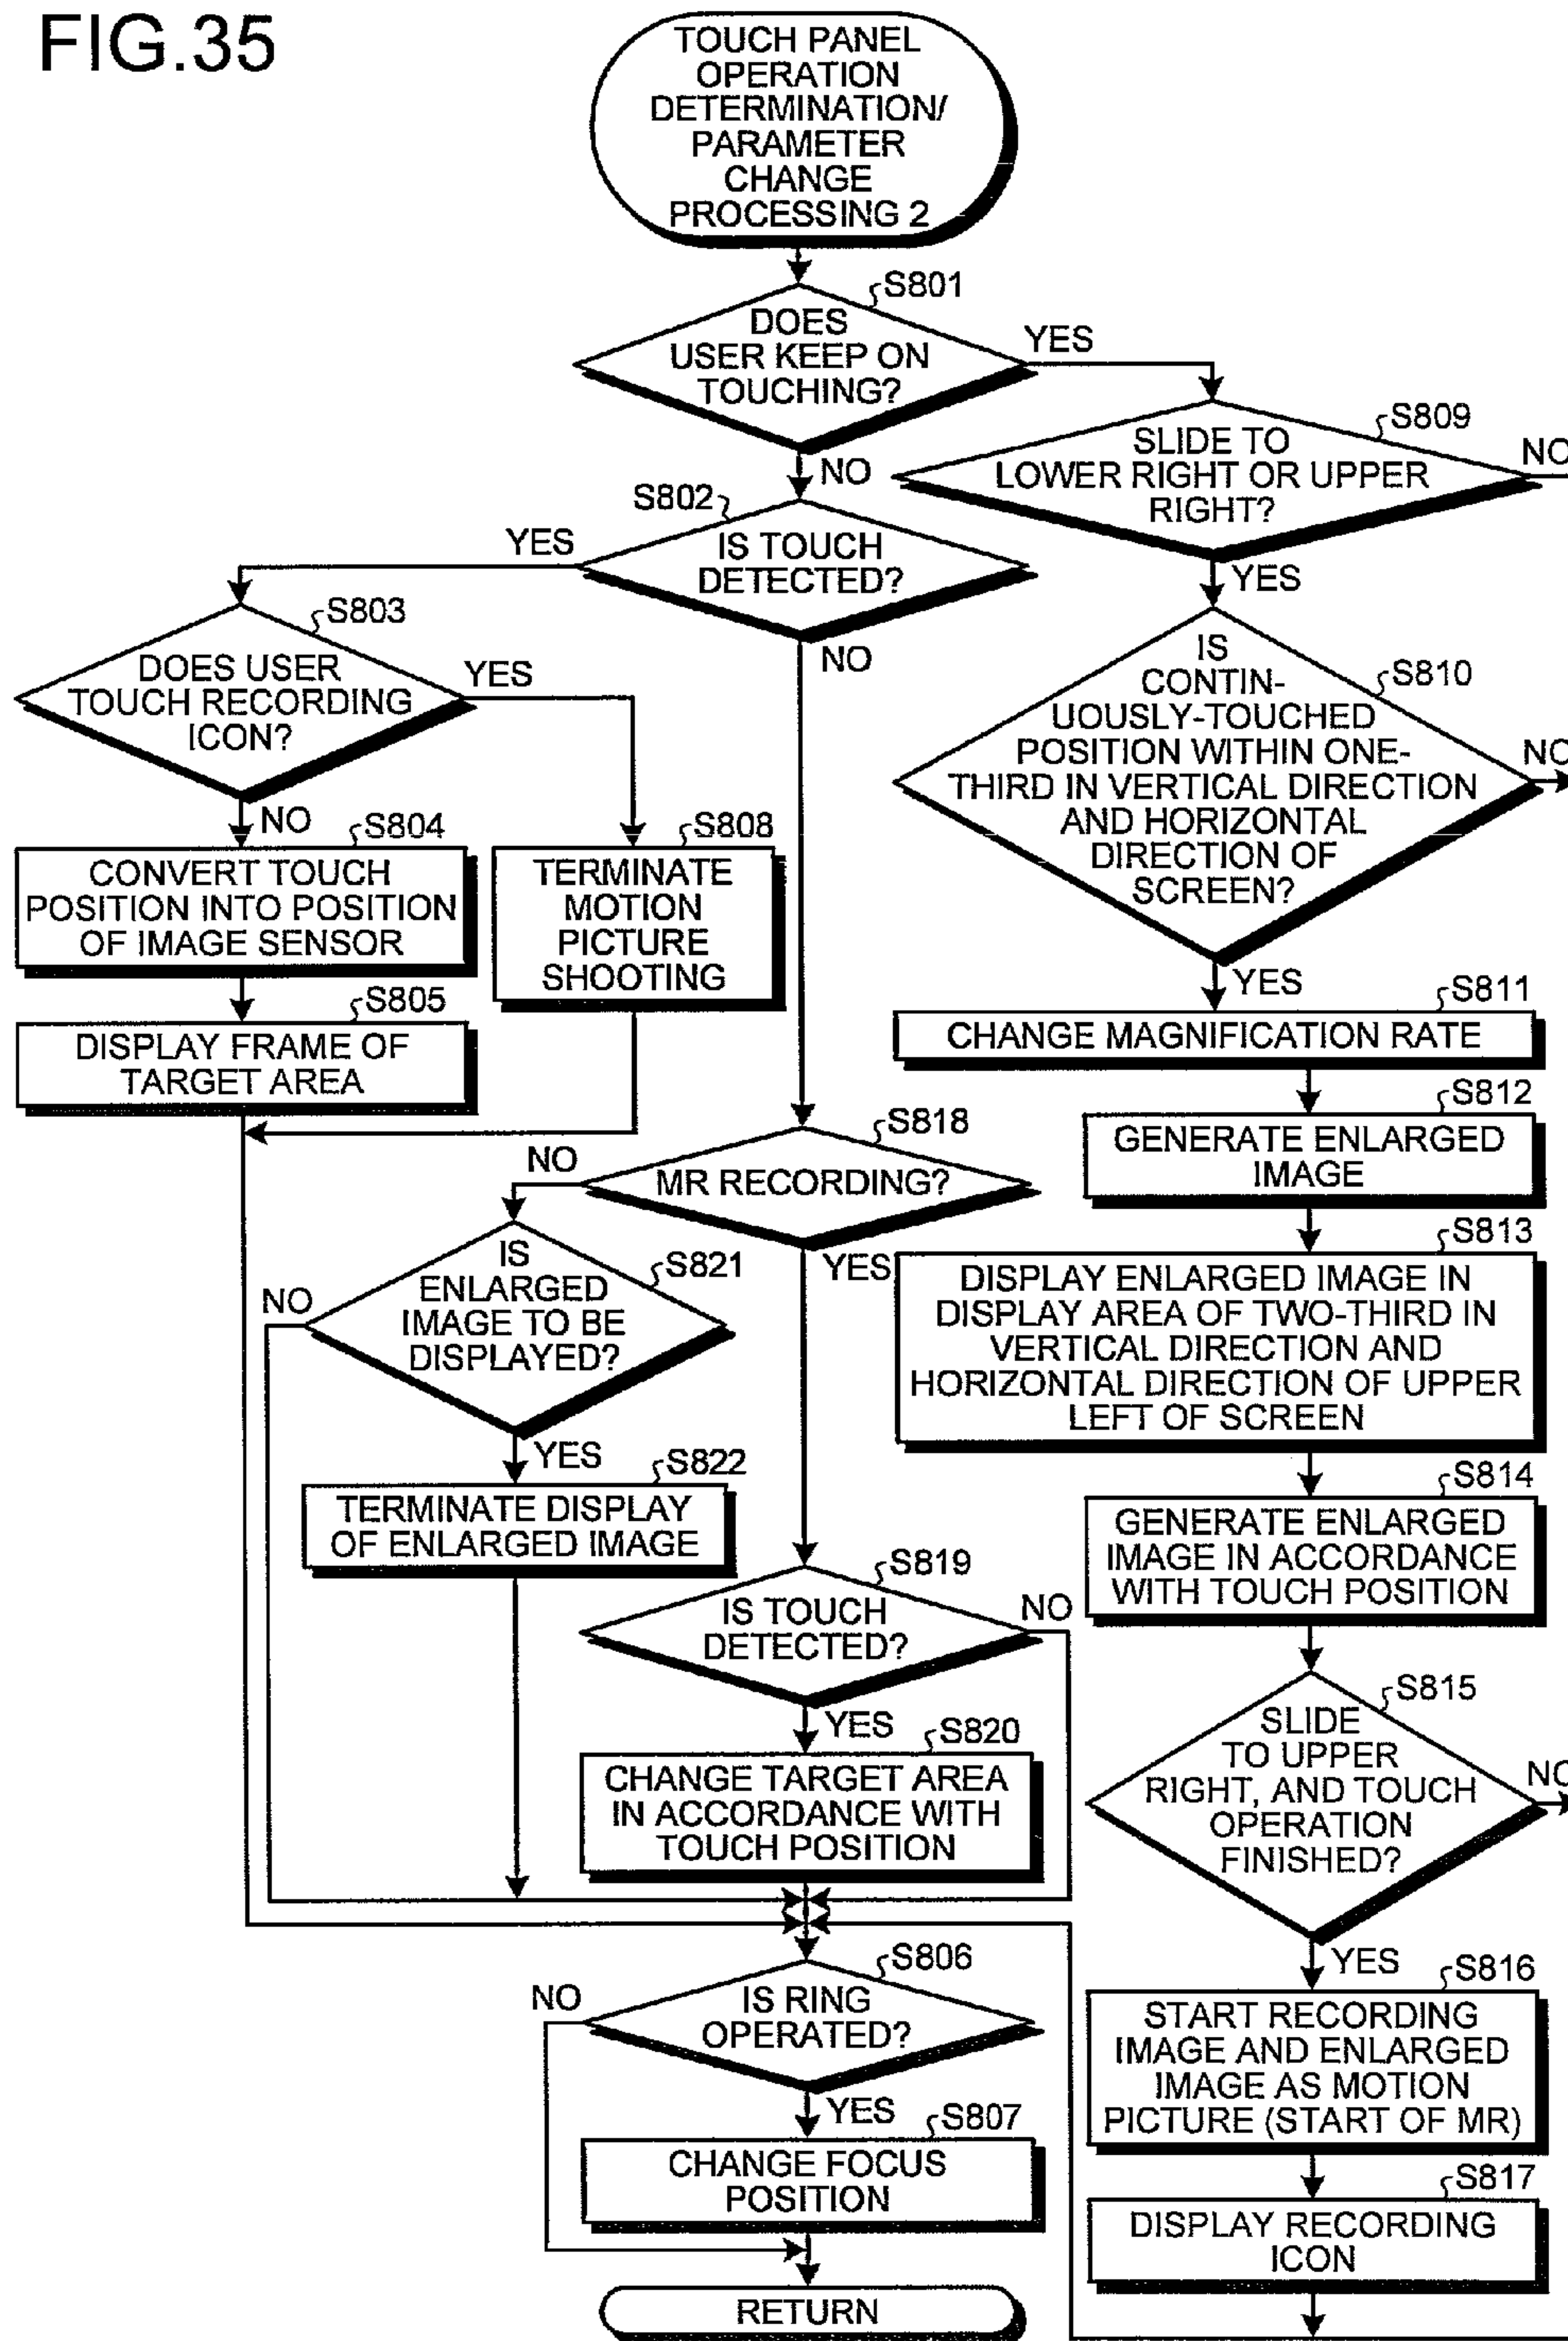 FIG.35
TOUCH PANEL
OPERATION
DETERMINATION/
PARAMETER
CHANGE
PROCESSING 2
S801
DOES
USER KEEP ON
TOUCHING?
YES
NO
S809
SLIDE TO
LOWER RIGHT OR UPPER
RIGHT?
NO
YES
S802
IS TOUCH
DETECTED?
YES
NO
S803
DOES USER
TOUCH RECORDING
ICON?
YES
NO
S810
IS
CONTIN-
UOUSLY-TOUCHED
POSITION WITHIN ONE-
THIRD IN VERTICAL DIRECTION
AND HORIZONTAL
DIRECTION OF
SCREEN?
NO
YES
S804
CONVERT TOUCH
POSITION INTO POSITION
OF IMAGE SENSOR
S808
TERMINATE
MOTION
PICTURE
SHOOTING
S805
DISPLAY FRAME OF
TARGET AREA
S811
CHANGE MAGNIFICATION RATE
S812
GENERATE ENLARGED
IMAGE
S818
MR RECORDING?
NO
YES
S813
DISPLAY ENLARGED IMAGE IN
DISPLAY AREA OF TWO-THIRD IN
VERTICAL DIRECTION AND
HORIZONTAL DIRECTION OF UPPER
LEFT OF SCREEN
S821
IS
ENLARGED
IMAGE TO BE
DISPLAYED?
NO
YES
S822
TERMINATE DISPLAY
OF ENLARGED IMAGE
S814
GENERATE ENLARGED
IMAGE IN ACCORDANCE
WITH TOUCH POSITION
S819
IS TOUCH
DETECTED?
NO
YES
S820
CHANGE TARGET AREA
IN ACCORDANCE WITH
TOUCH POSITION
S815
SLIDE
TO UPPER
RIGHT, AND TOUCH
OPERATION
FINISHED?
NO
YES
S806
IS RING
OPERATED?
NO
YES
S816
START RECORDING
IMAGE AND ENLARGED
IMAGE AS MOTION
PICTURE (START OF MR)
S807
CHANGE FOCUS
POSITION
S817
DISPLAY RECORDING
ICON
RETURN